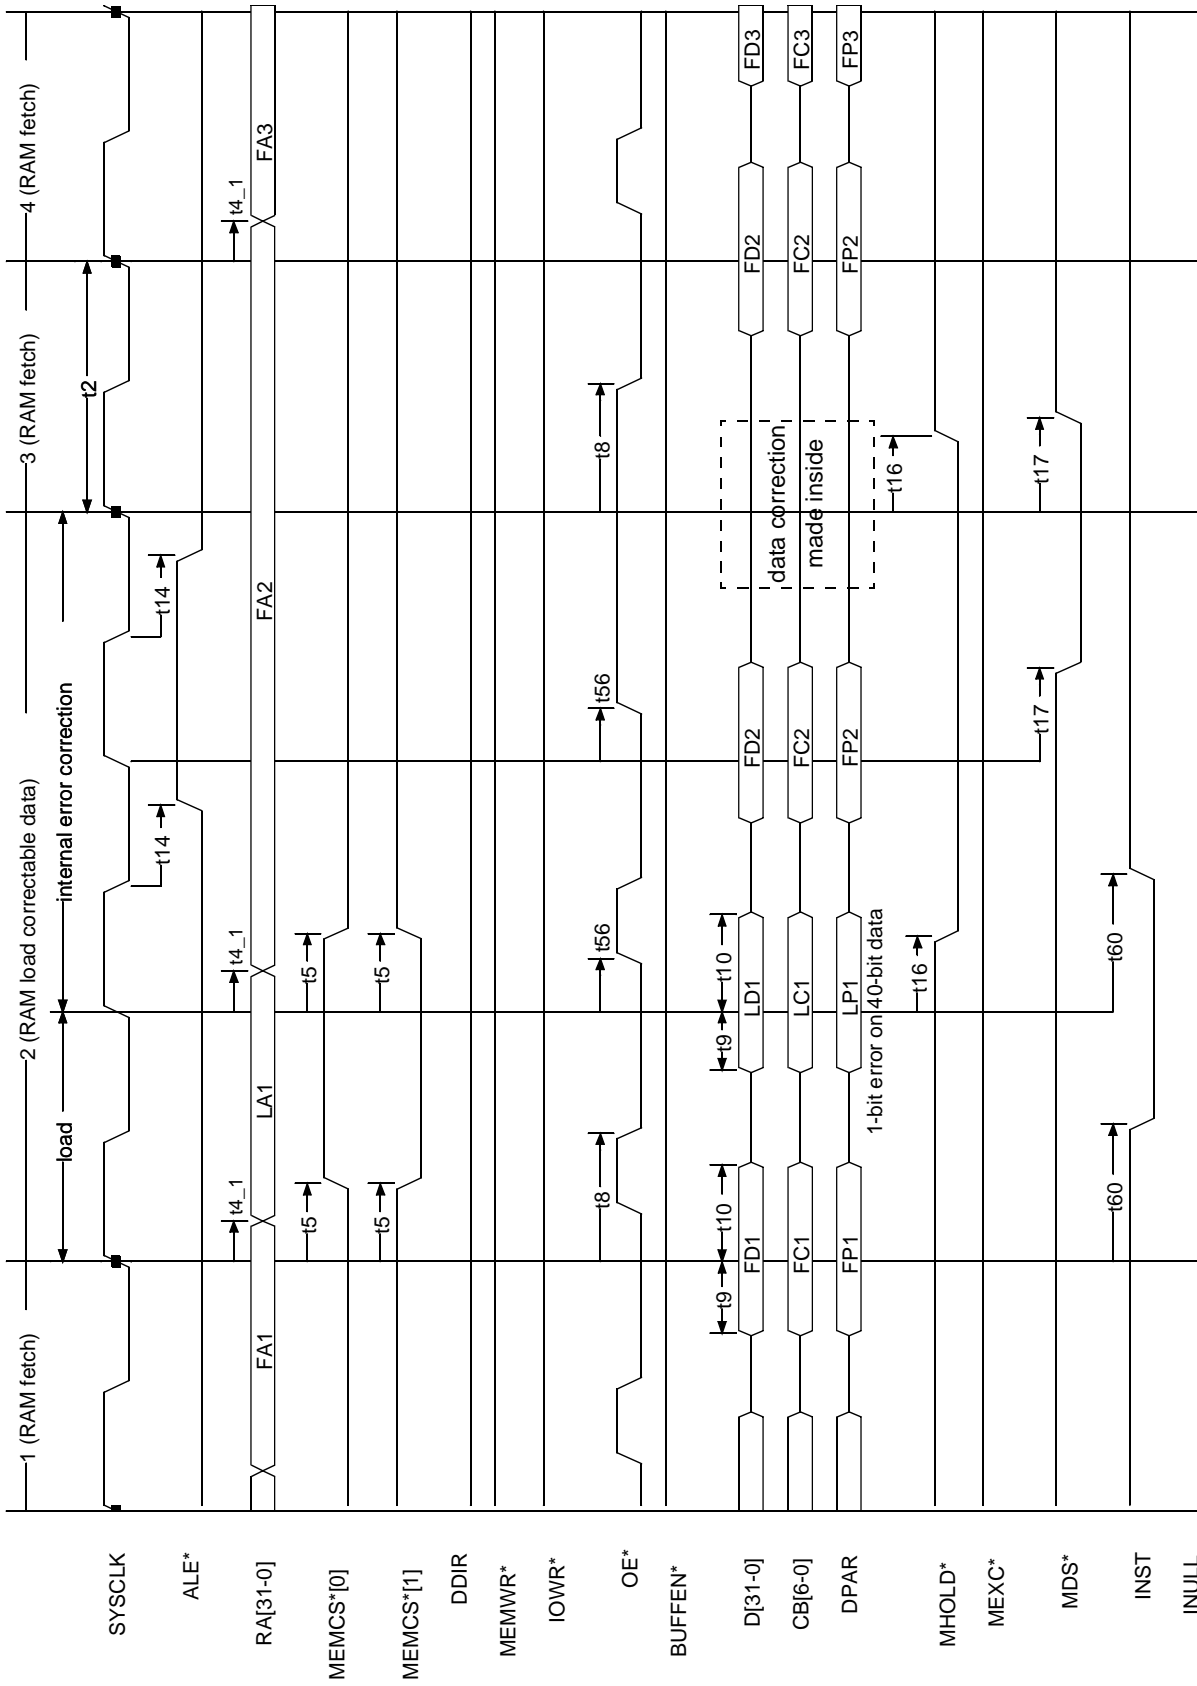 1 (RAM fetch)
2 (RAM load correctable data)
3 (RAM fetch)
4 (RAM fetch)
load
internal error correction
t2
SYSCLK
t14
t14
ALE*
t4_1
t4_1
t4_1
RA[31-0]
FA1
LA1
FA2
FA3
t5
t5
MEMCS*[0]
t5
t5
MEMCS*[1]
DDIR
MEMWR*
IOWR*
t8
t56
t56
t8
OE*
BUFFEN*
t9
t10
t9
t10
D[31-0]
FD1
LD1
FD2
FD2
FD3
CB[6-0]
FC1
LC1
FC2
FC2
FC3
DPAR
FP1
LP1
FP2
FP2
FP3
data correction
made inside
1-bit error on 40-bit data
t16
t16
MHOLD*
MEXC*
t17
t17
MDS*
t60
t60
INST
INULL